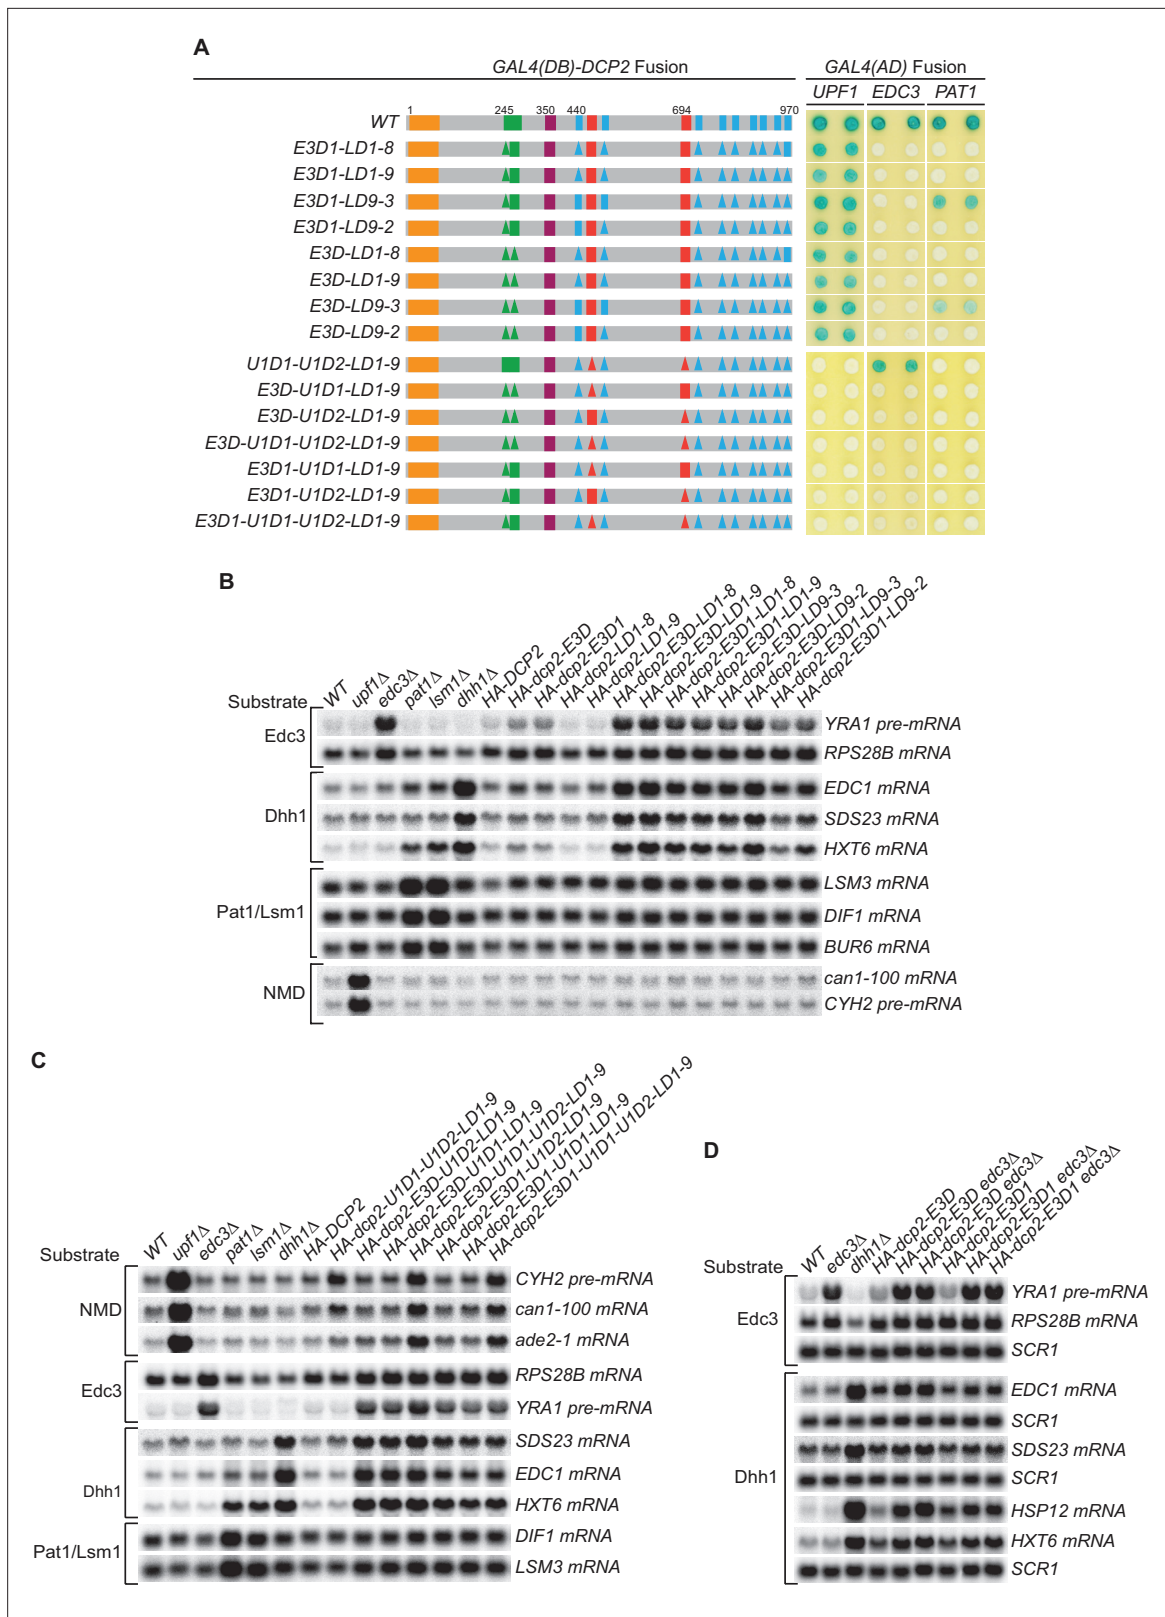 A
GAL4(DB)-DCP2 Fusion
GAL4(AD) Fusion
UPF1 EDC3 PAT1
1 245 350 440 694 970
WT
E3D1-LD1-8
E3D1-LD1-9
E3D1-LD9-3
E3D1-LD9-2
E3D-LD1-8
E3D-LD1-9
E3D-LD9-3
E3D-LD9-2
U1D1-U1D2-LD1-9
E3D-U1D1-LD1-9
E3D-U1D2-LD1-9
E3D-U1D1-U1D2-LD1-9
E3D1-U1D1-LD1-9
E3D1-U1D2-LD1-9
E3D1-U1D1-U1D2-LD1-9
B
Substrate
WT
upf1Δ
edc3Δ
pat1Δ
lsm1Δ
dhh1Δ
HA-DCP2
HA-dcp2-E3D
HA-dcp2-E3D1
HA-dcp2-LD1-8
HA-dcp2-LD1-9
HA-dcp2-E3D-LD1-8
HA-dcp2-E3D-LD1-9
HA-dcp2-E3D1-LD1-8
HA-dcp2-E3D1-LD1-9
HA-dcp2-E3D-LD9-3
HA-dcp2-E3D-LD9-2
HA-dcp2-E3D1-LD9-3
HA-dcp2-E3D1-LD9-2
Edc3
YRA1 pre-mRNA
RPS28B mRNA
Dhh1
EDC1 mRNA
SDS23 mRNA
HXT6 mRNA
Pat1/Lsm1
LSM3 mRNA
DIF1 mRNA
BUR6 mRNA
NMD
can1-100 mRNA
CYH2 pre-mRNA
C
Substrate
WT
upf1Δ
edc3Δ
pat1Δ
lsm1Δ
dhh1Δ
HA-DCP2
HA-dcp2-U1D1-U1D2-LD1-9
HA-dcp2-E3D-U1D2-LD1-9
HA-dcp2-E3D-U1D1-LD1-9
HA-dcp2-E3D-U1D1-U1D2-LD1-9
HA-dcp2-E3D1-U1D2-LD1-9
HA-dcp2-E3D1-U1D1-LD1-9
HA-dcp2-E3D1-U1D1-U1D2-LD1-9
NMD
CYH2 pre-mRNA
can1-100 mRNA
ade2-1 mRNA
Edc3
RPS28B mRNA
YRA1 pre-mRNA
Dhh1
SDS23 mRNA
EDC1 mRNA
HXT6 mRNA
Pat1/Lsm1
DIF1 mRNA
LSM3 mRNA
D
Substrate
WT
edc3Δ
dhh1Δ
HA-dcp2-E3D
HA-dcp2-E3D edc3Δ
HA-dcp2-E3D edc3Δ
HA-dcp2-E3D1
HA-dcp2-E3D1 edc3Δ
HA-dcp2-E3D1 edc3Δ
Edc3
YRA1 pre-mRNA
RPS28B mRNA
SCR1
Dhh1
EDC1 mRNA
SCR1
SDS23 mRNA
SCR1
HSP12 mRNA
HXT6 mRNA
SCR1